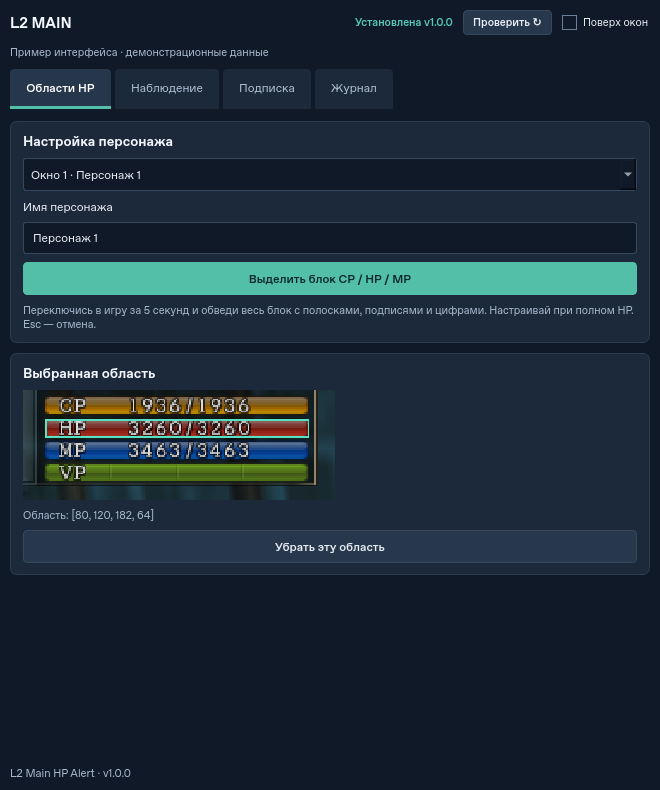 L2 MAIN
Установлена v1.0.0
Проверить ↻
Поверх окон
Пример интерфейса · демонстрационные данные
Области HP
Наблюдение
Подписка
Журнал
Настройка персонажа
Окно 1 · Персонаж 1
Имя персонажа
Персонаж 1
Выделить блок CP / HP / MP
Переключись в игру за 5 секунд и обведи весь блок с полосками, подписями и цифрами. Настраивай при полном HP.
Esc — отмена.
Выбранная область
CP 1936/1936
HP 3260/3260
MP 3463/3463
VP
Область: [80, 120, 182, 64]
Убрать эту область
L2 Main HP Alert · v1.0.0